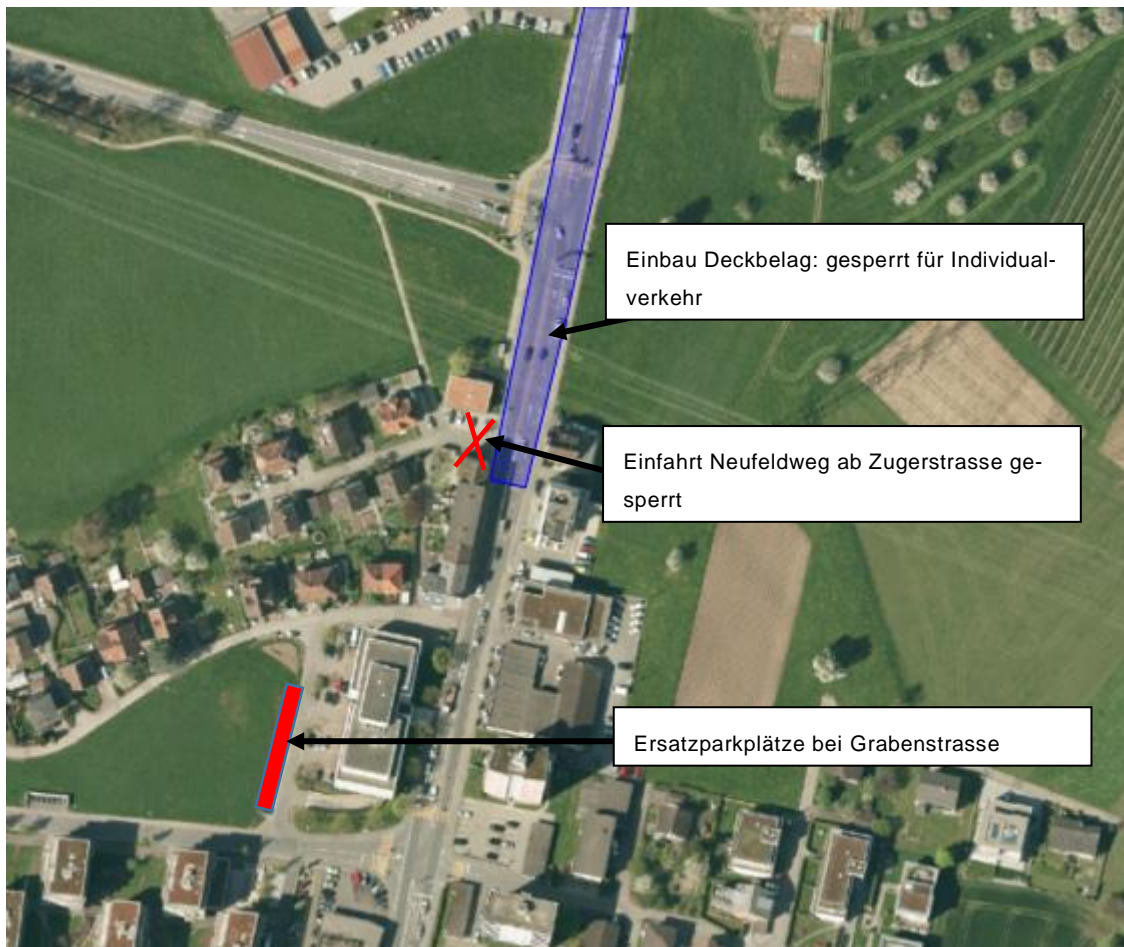 Einbau Deckbelag: gesperrt für Individual-
verkehr
Einfahrt Neufeldweg ab Zugerstrasse ge-
sperrt
Ersatzparkplätze bei Grabenstrasse